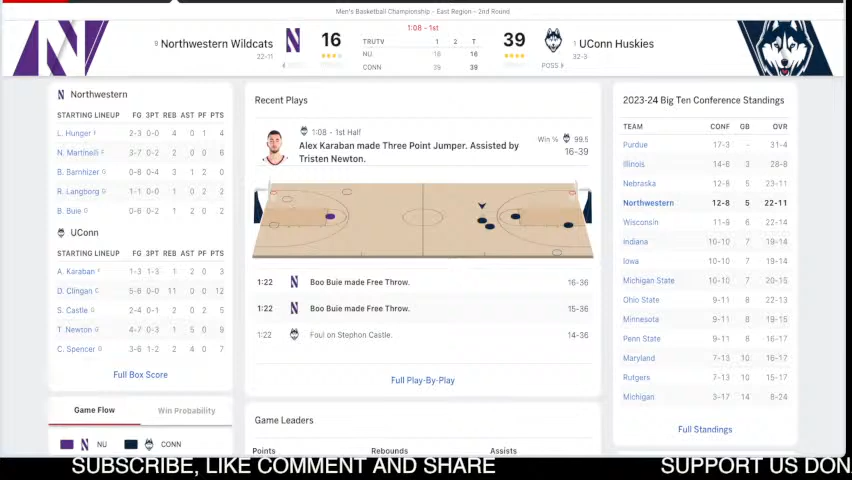 Men's Basketball Championship - East Region - 2nd Round
9 Northwestern Wildcats
22-11
16
1:08 - 1st
TRUTV 1 2 T
NU 16 16
CONN 39 39
39
POSS
1 UConn Huskies
32-3
Northwestern
STARTING LINEUP FG 3PT REB AST PF PTS
L. Hunger F 2-3 0-0 4 0 1 4
N. Martinelli F 3-7 0-2 2 0 0 6
B. Barnhizer G 0-8 0-4 3 1 2 0
R. Langborg G 1-1 0-0 1 0 2 2
B. Buie G 0-6 0-2 1 2 0 2
UConn
STARTING LINEUP FG 3PT REB AST PF PTS
A. Karaban F 1-3 1-3 1 2 0 3
D. Clingan C 5-6 0-0 11 0 0 12
S. Castle G 2-4 0-1 2 0 2 5
T. Newton G 4-7 0-3 1 5 0 9
C. Spencer G 3-6 1-2 2 4 0 7
Full Box Score
Game Flow Win Probability
NU CONN
Recent Plays
1:08 - 1st Half
Alex Karaban made Three Point Jumper. Assisted by
Tristen Newton.
Win % 99.5
16-39
1:22 Boo Buie made Free Throw. 16-36
1:22 Boo Buie made Free Throw. 15-36
1:22 Foul on Stephon Castle. 14-36
Full Play-By-Play
Game Leaders
Points Rebounds Assists
2023-24 Big Ten Conference Standings
TEAM CONF GB OVR
Purdue 17-3 - 31-4
Illinois 14-6 3 28-8
Nebraska 12-8 5 23-11
Northwestern 12-8 5 22-11
Wisconsin 11-9 6 22-14
Indiana 10-10 7 19-14
Iowa 10-10 7 19-14
Michigan State 10-10 7 20-15
Ohio State 9-11 8 22-13
Minnesota 9-11 8 19-15
Penn State 9-11 8 16-17
Maryland 7-13 10 16-17
Rutgers 7-13 10 15-17
Michigan 3-17 14 8-24
Full Standings
SUBSCRIBE, LIKE COMMENT AND SHARE SUPPORT US DON